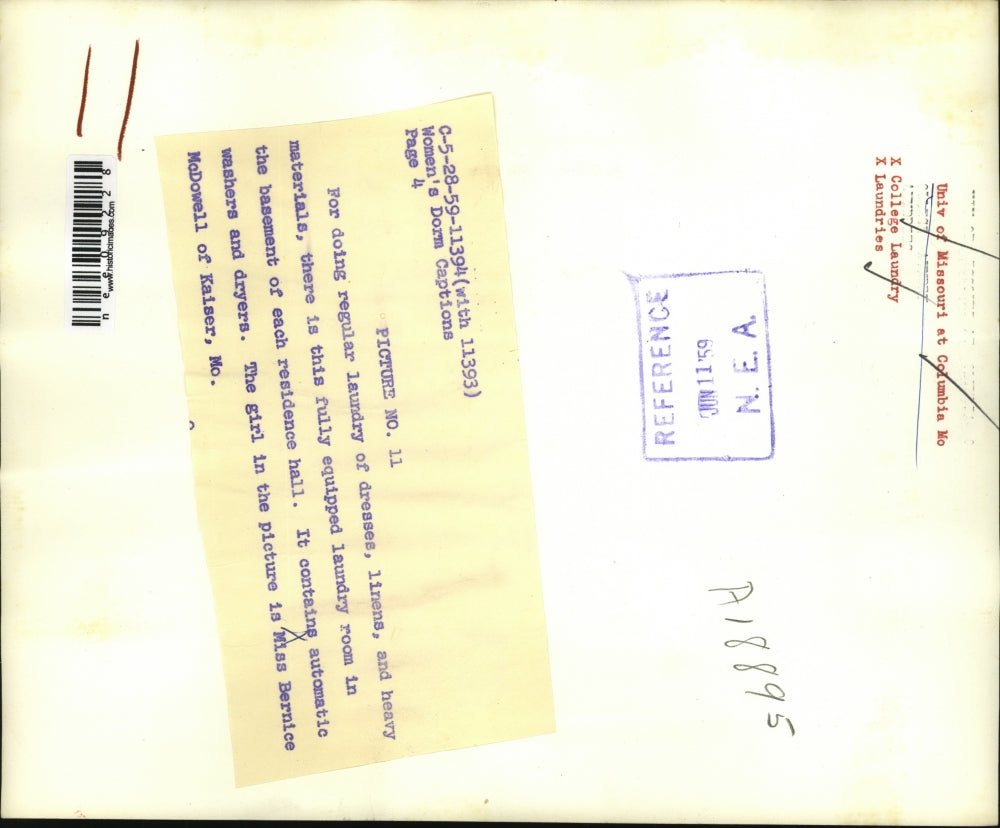 Univ of Missouri at Columbia Mo
X College Laundry
X Laundries
REFERENCE
JUN 11 '59
N. E. A.
A18895
C-5-28-59-11394(with 11393)
Women's Dorm Captions
Page 4
PICTURE NO. 11
For doing regular laundry of dresses, linens, and heavy
materials, there is this fully equipped laundry room in
the basement of each residence hall. It contains automatic
washers and dryers. The girl in the picture is Miss Bernice
McDowell of Kaiser, Mo.
www.historicimages.com